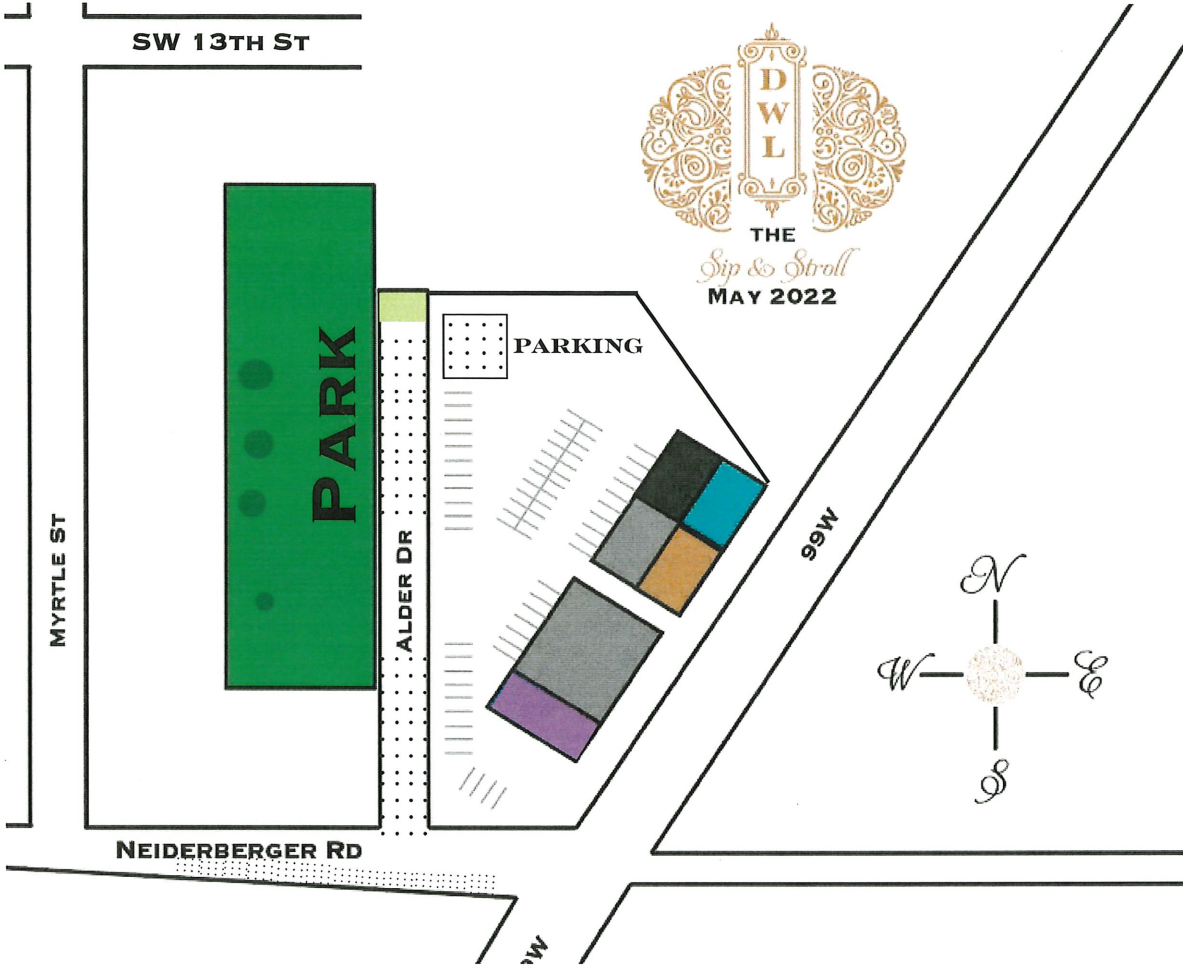 SW 13TH ST
D
W
L
THE
Sip & Stroll
MAY 2022
PARKING
PARK
MYRTLE ST
ALDER DR
99W
N
W
E
S
NEIDERBERGER RD